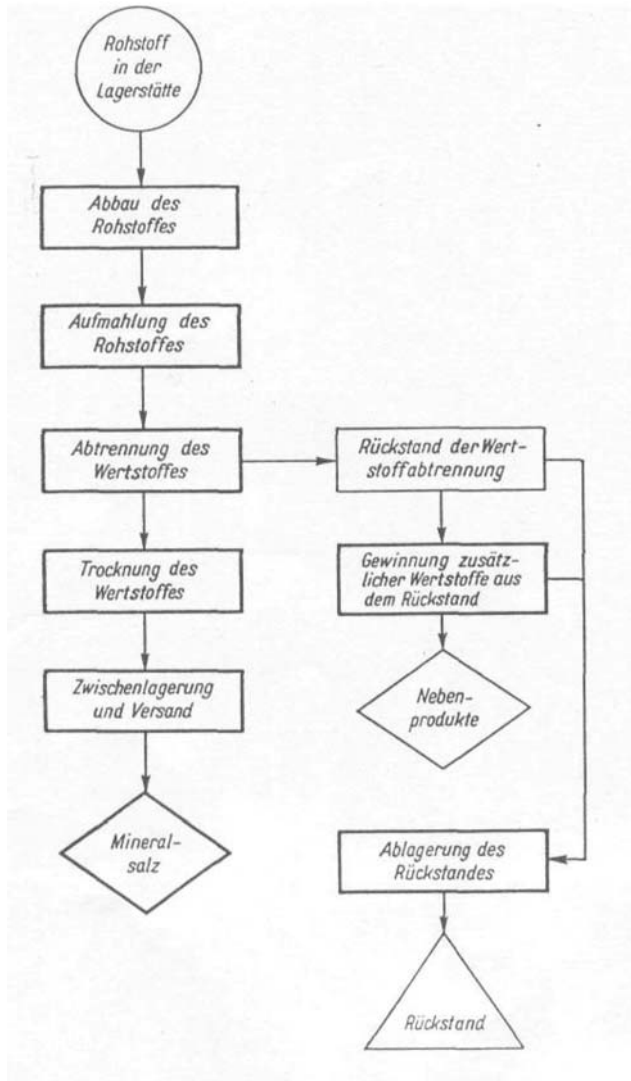 Rohstoff
in der
Lagerstätte
Abbau des
Rohstoffes
Aufmahlung des
Rohstoffes
Abtrennung des
Wertstoffes
Trocknung des
Wertstoffes
Zwischenlagerung
und Versand
Mineral-
salz
Rückstand der Wert-
stoffabtrennung
Gewinnung zusätz-
licher Wertstoffe aus
dem Rückstand
Neben-
produkte
Ablagerung des
Rückstandes
Rückstand